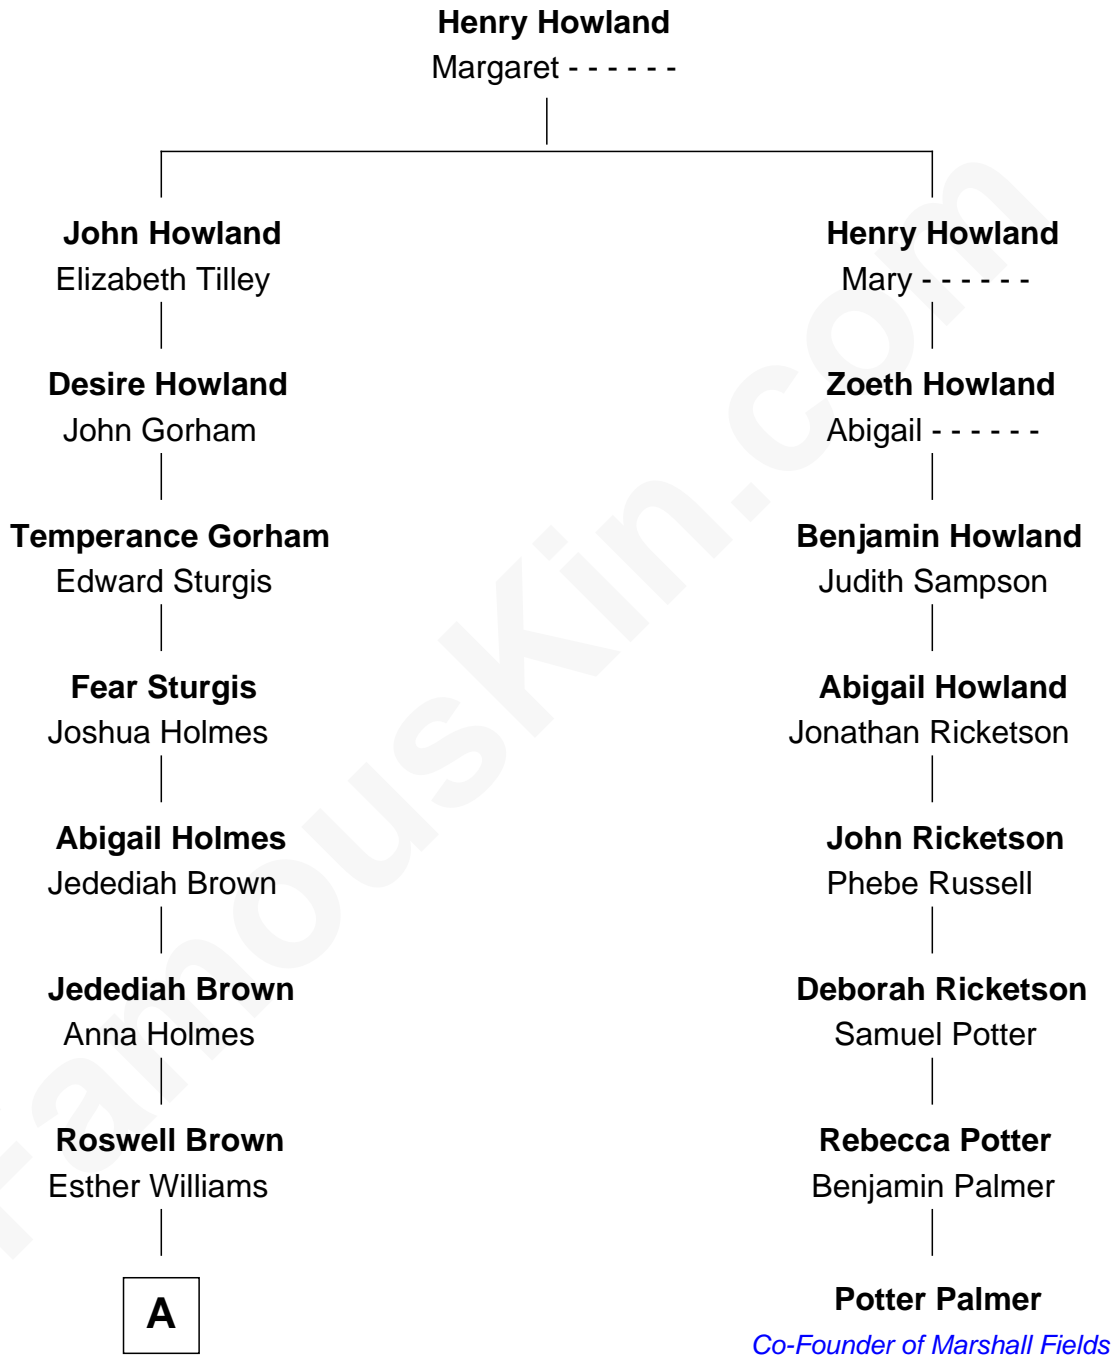 Henry Howland
Margaret - - - - - -
John Howland
Elizabeth Tilley
Henry Howland
Mary - - - - - -
Desire Howland
John Gorham
Zoeth Howland
Abigail - - - - - -
Temperance Gorham
Edward Sturgis
Benjamin Howland
Judith Sampson
Fear Sturgis
Joshua Holmes
Abigail Howland
Jonathan Ricketson
Abigail Holmes
Jedediah Brown
John Ricketson
Phebe Russell
Jedediah Brown
Anna Holmes
Deborah Ricketson
Samuel Potter
Roswell Brown
Esther Williams
Rebecca Potter
Benjamin Palmer
A
Potter Palmer
Co-Founder of Marshall Fields
FamousKin.com